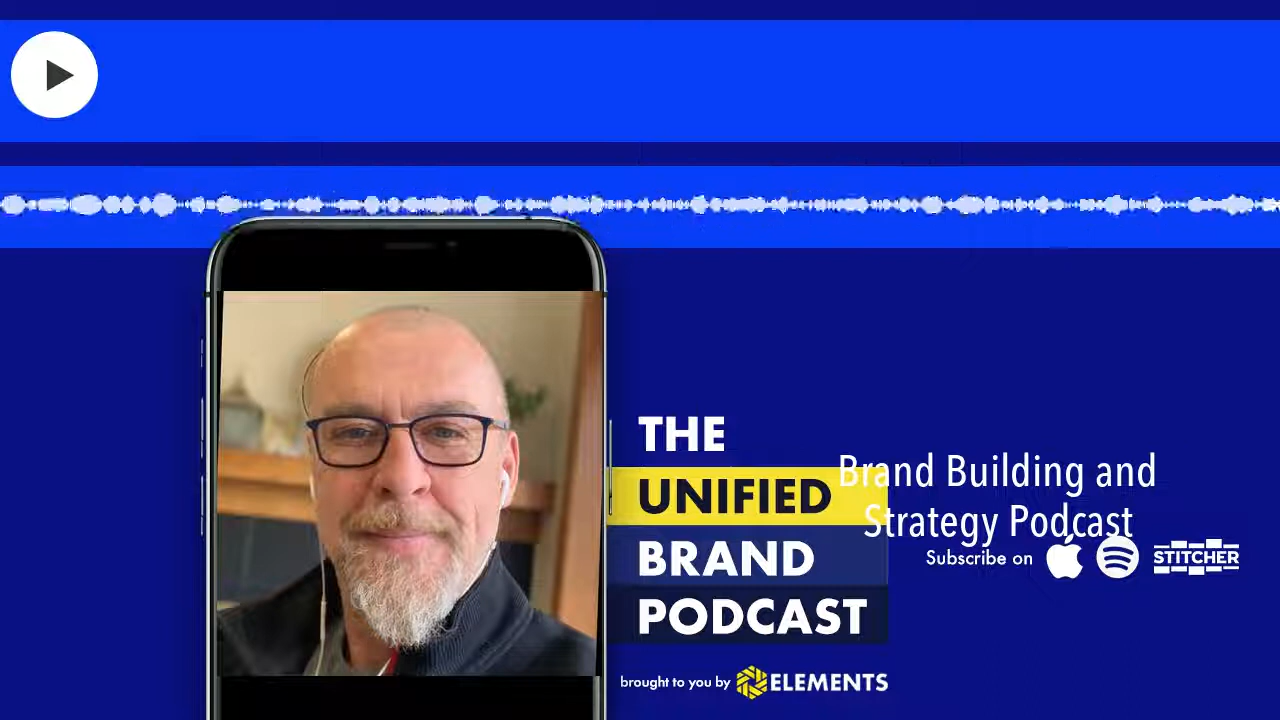 THE
UNIFIED
BRAND
PODCAST
Brand Building and
Strategy Podcast
Subscribe on
STITCHER
brought to you by ELEMENTS